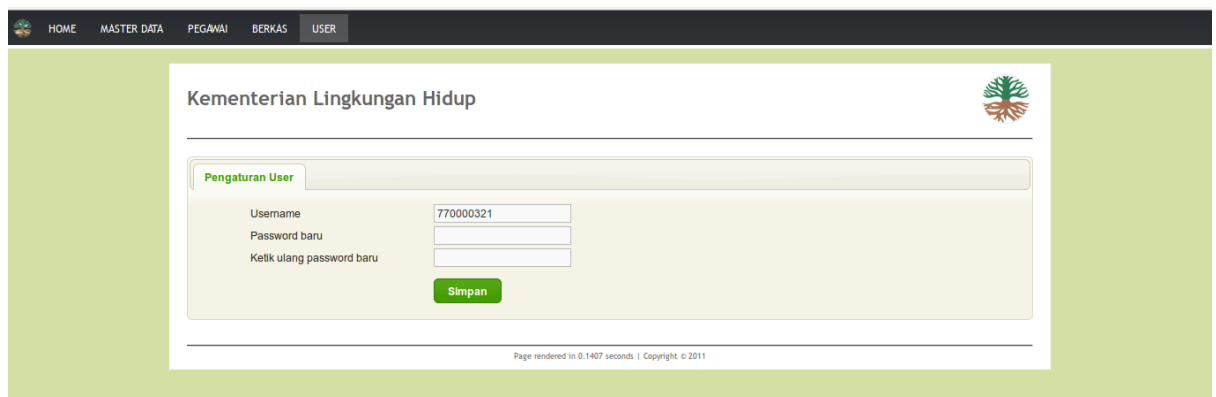 HOME MASTER DATA PEGAWAI BERKAS USER
Kementerian Lingkungan Hidup
Pengaturan User
Username 770000321
Password baru
Ketik ulang password baru
Simpan
Page rendered in 0.1407 seconds | Copyright © 2011